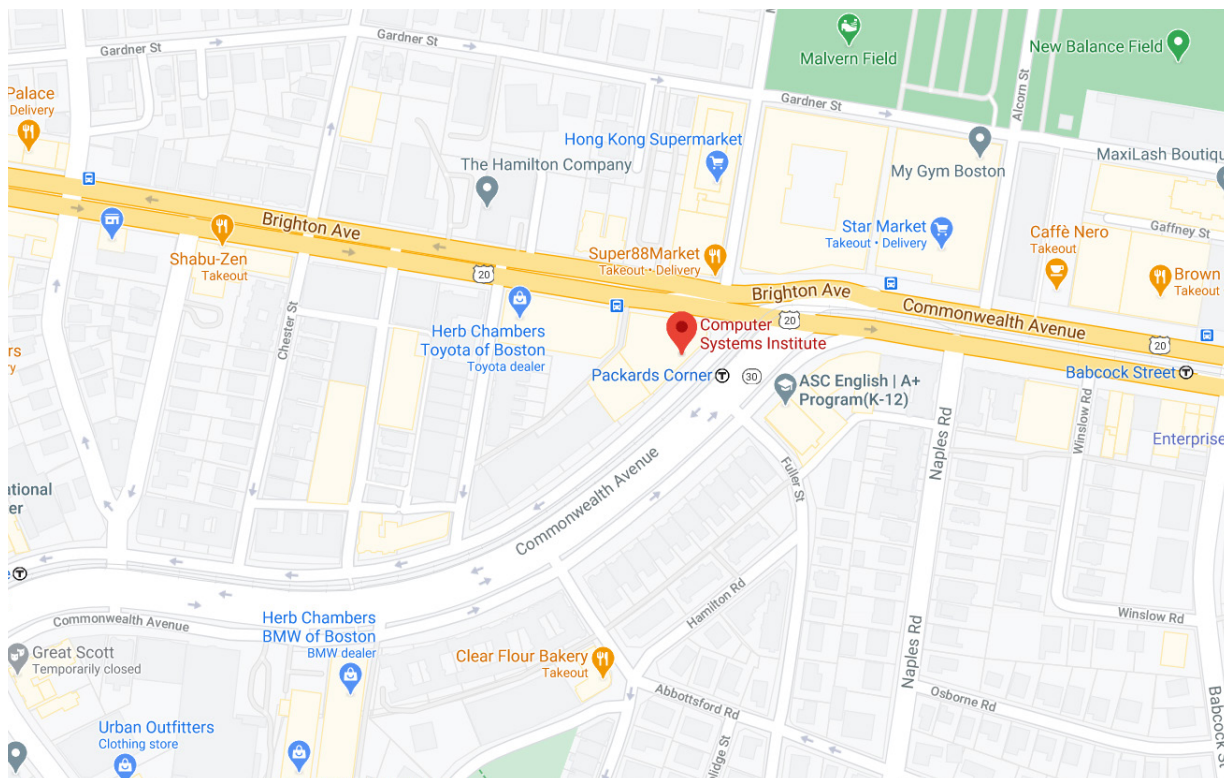 Gardner St
Gardner St
Malvern Field
New Balance Field
Palace
Delivery
Gardner St
Alcorn St
Hong Kong Supermarket
The Hamilton Company
My Gym Boston
MaxiLash Boutiqu
Brighton Ave
Star Market
Takeout • Delivery
Caffè Nero
Takeout
Gaffney St
Shabu-Zen
Takeout
20
Super88Market
Takeout • Delivery
Brown
Takeout
Brighton Ave
Commonwealth Avenue
20
20
Chester St
Herb Chambers
Toyota of Boston
Toyota dealer
Computer
Systems Institute
Packards Corner
T
30
ASC English | A+
Program(K-12)
Babcock Street
T
ers
Naples Rd
Winslow Rd
Enterprise
Fuller St
Commonwealth Avenue
ational
er
T
Hamilton Rd
Winslow Rd
Commonwealth Avenue
Herb Chambers
BMW of Boston
BMW dealer
Great Scott
Temporarily closed
Clear Flour Bakery
Takeout
Naples Rd
Abbottsford Rd
Osborne Rd
Babcock St
Urban Outfitters
Clothing store
lidge St